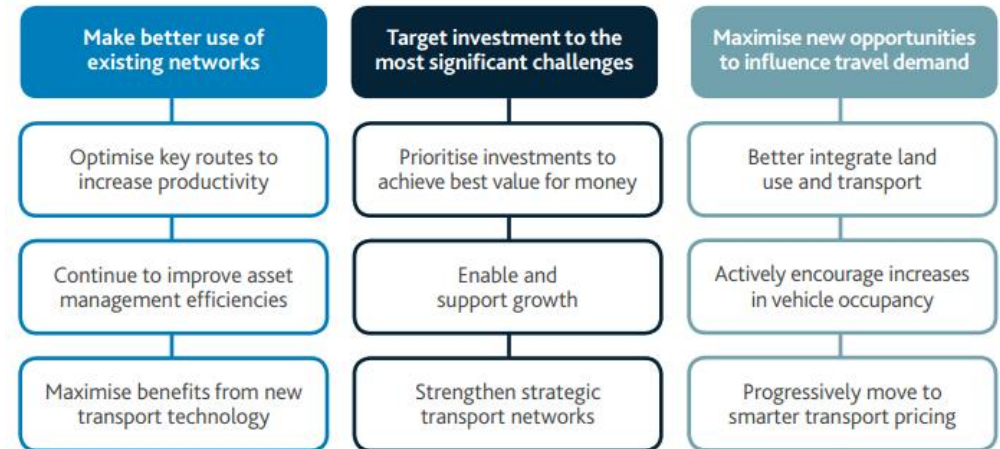 Make better use of
existing networks
Optimise key routes to
increase productivity
Continue to improve asset
management efficiencies
Maximise benefits from new
transport technology
Target investment to the
most significant challenges
Prioritise investments to
achieve best value for money
Enable and
support growth
Strengthen strategic
transport networks
Maximise new opportunities
to influence travel demand
Better integrate land
use and transport
Actively encourage increases
in vehicle occupancy
Progressively move to
smarter transport pricing